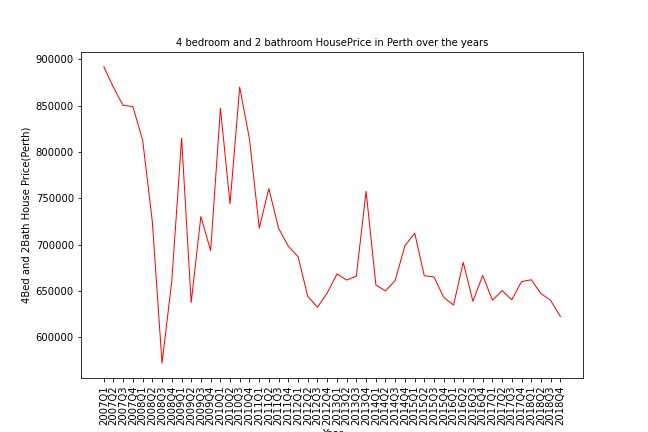 4 bedroom and 2 bathroom HousePrice in Perth over the years
4Bed and 2Bath House Price(Perth)
900000
850000
800000
750000
700000
650000
600000
2007Q1
2007Q2
2007Q3
2007Q4
2008Q1
2008Q2
2008Q3
2008Q4
2009Q1
2009Q2
2009Q3
2009Q4
2010Q1
2010Q2
2010Q3
2010Q4
2011Q1
2011Q2
2011Q3
2011Q4
2012Q1
2012Q2
2012Q3
2012Q4
2013Q1
2013Q2
2013Q3
2013Q4
2014Q1
2014Q2
2014Q3
2014Q4
2015Q1
2015Q2
2015Q3
2015Q4
2016Q1
2016Q2
2016Q3
2016Q4
2017Q1
2017Q2
2017Q3
2017Q4
2018Q1
2018Q2
2018Q3
2018Q4
Year